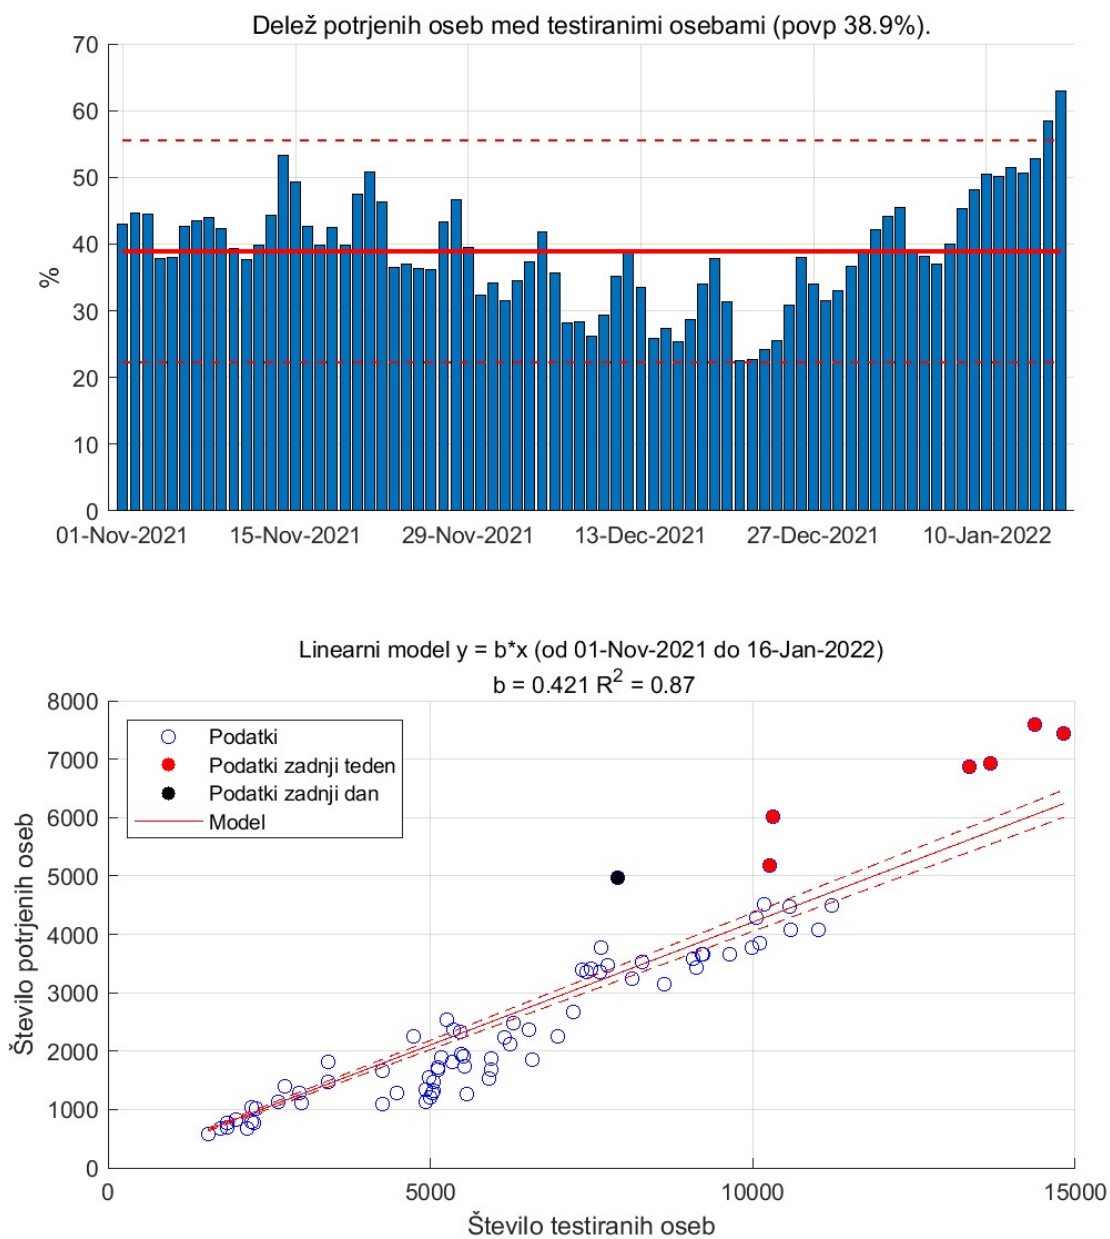 Delež potrjenih oseb med testiranimi osebami (povp 38.9%).
70
60
50
40
30
20
10
0
%
01-Nov-2021 15-Nov-2021 29-Nov-2021 13-Dec-2021 27-Dec-2021 10-Jan-2022
Linearni model y = b*x (od 01-Nov-2021 do 16-Jan-2022)
b = 0.421 R² = 0.87
8000
7000
6000
5000
4000
3000
2000
1000
0
Število potrjenih oseb
Podatki
Podatki zadnji teden
Podatki zadnji dan
Model
0 5000 10000 15000
Število testiranih oseb